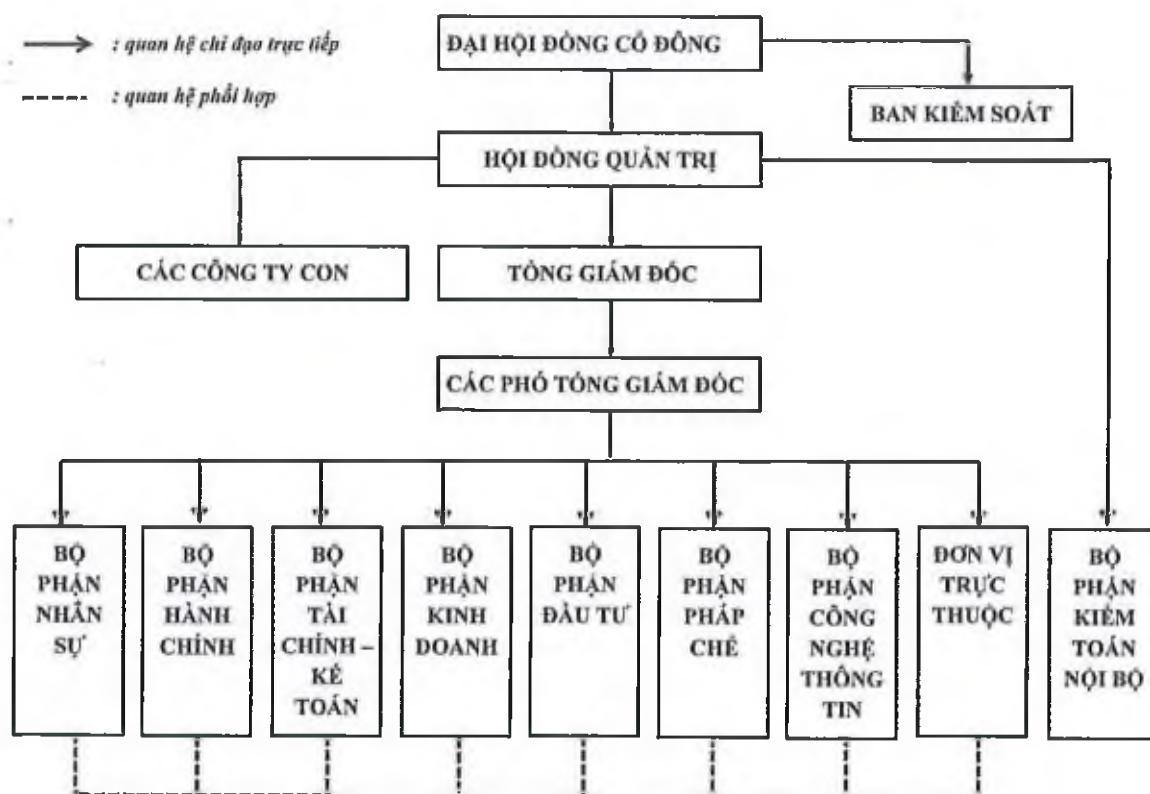 : quan hệ chỉ đạo trực tiếp
: quan hệ phối hợp
ĐẠI HỘI ĐỒNG CỔ ĐÔNG
BAN KIỂM SOÁT
HỘI ĐỒNG QUẢN TRỊ
CÁC CÔNG TY CON
TỔNG GIÁM ĐỐC
CÁC PHÓ TỔNG GIÁM ĐỐC
BỘ
PHẬN
NHÂN
SỰ
BỘ
PHẬN
HÀNH
CHÍNH
BỘ
PHẬN
TÀI
CHÍNH –
KẾ
TOÁN
BỘ
PHẬN
KINH
DOANH
BỘ
PHẬN
ĐẦU TƯ
BỘ
PHẬN
PHÁP
CHẾ
BỘ
PHẬN
CÔNG
NGHỆ
THÔNG
TIN
ĐƠN VỊ
TRỰC
THUỘC
BỘ
PHẬN
KIỂM
TOÁN
NỘI BỘ